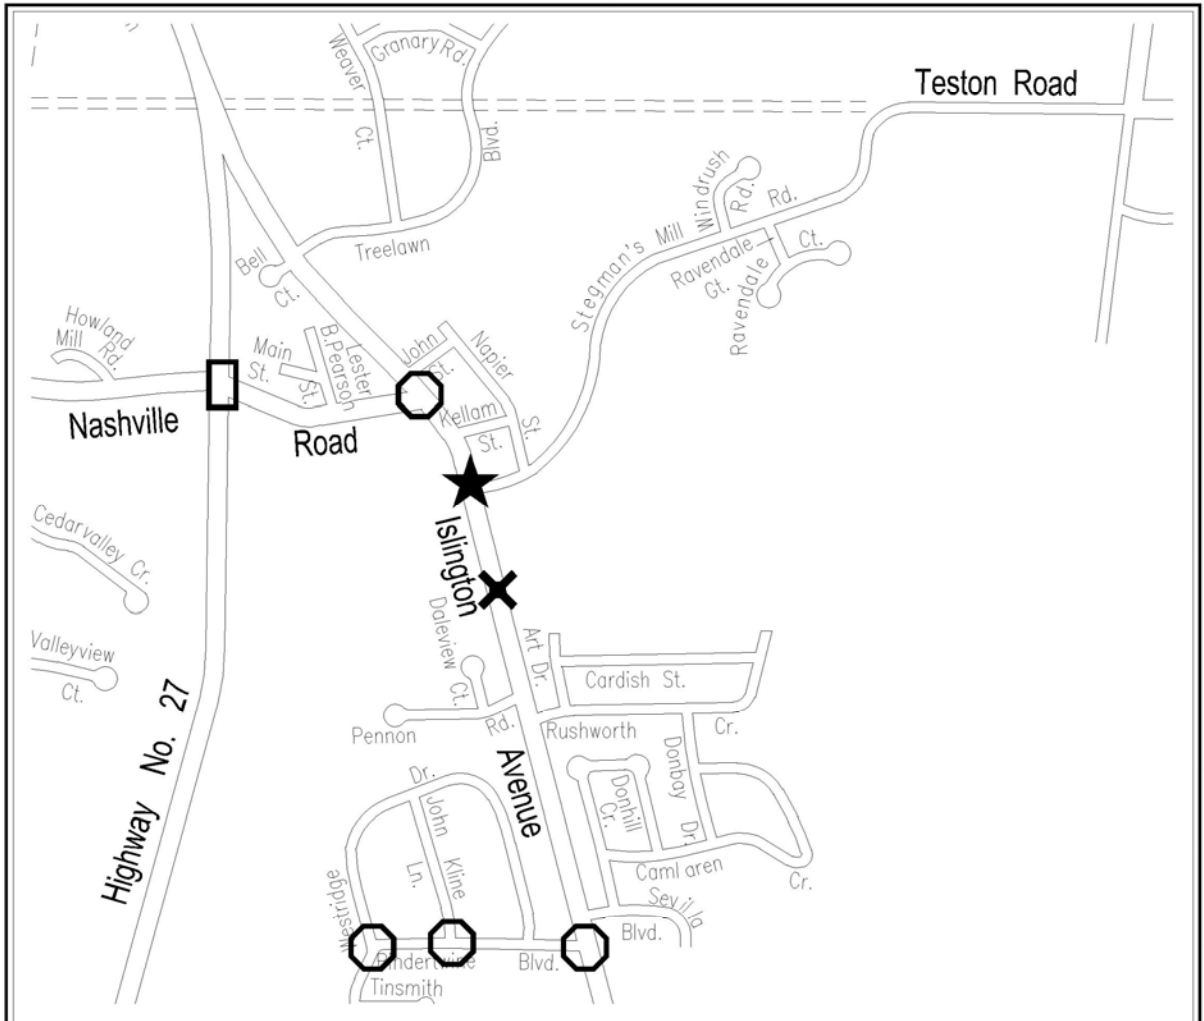 Teston Road
Weaver
Ct.
Granary Rd.
Blvd.
Treelawn
Bell
Ct.
Windrush
Rd.
Stegman's Mill
Rd.
Ravendale
Gt.
Ravendale
Ct.
Howland
Mill
Rd.
Main
St.
St.
B.Pearson
Lester
John
St.
Napier
St.
Kellam
St.
Nashville
Road
Cedarvalley Cr.
Valleyview
Ct.
Highway No. 27
Islington
Avenue
Daleview
Ct.
Art Dr.
Cardish St.
Pennon
Rd.
Rushworth
Cr.
Donbay
Dr.
Donhill
Cr.
Camlaren
Cr.
Sevilla
Blvd.
Dr.
John
Kline
Ln.
Westridge
Bindertwine
Blvd.
Tinsmith